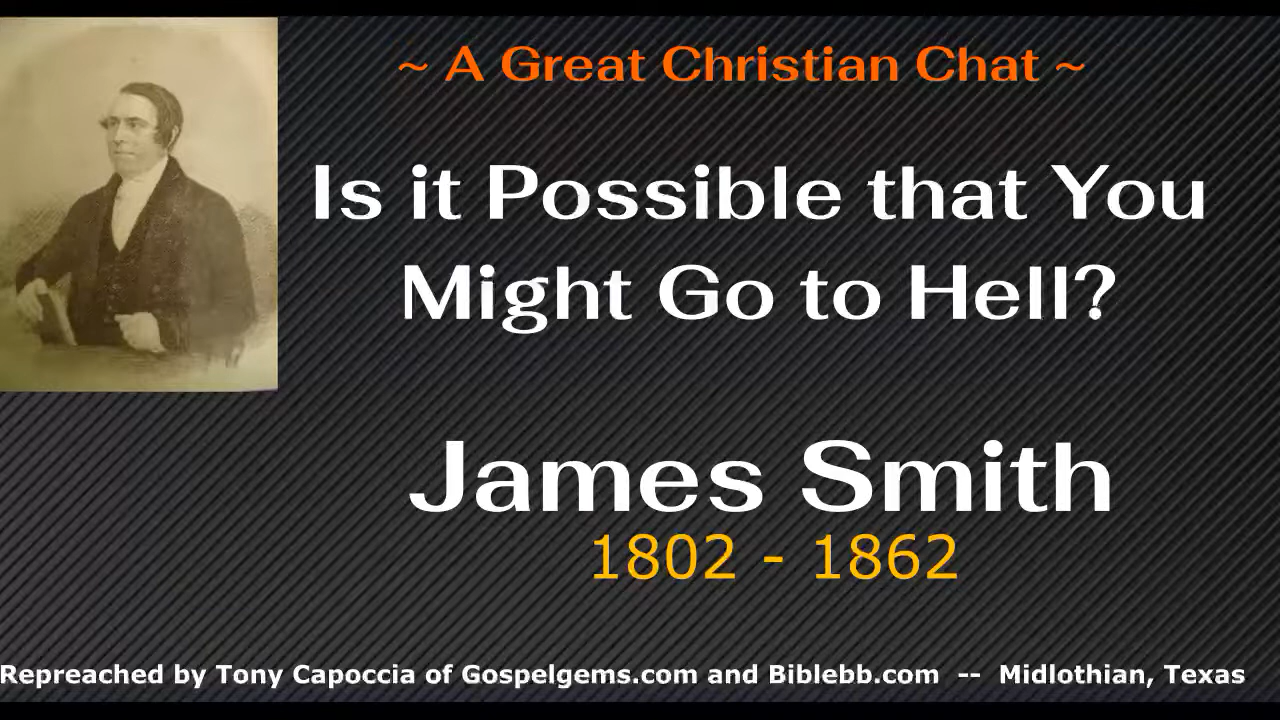 ~ A Great Christian Chat ~
Is it Possible that You
Might Go to Hell?
James Smith
1802 - 1862
Repreached by Tony Capoccia of Gospelgems.com and Biblebb.com -- Midlothian, Texas